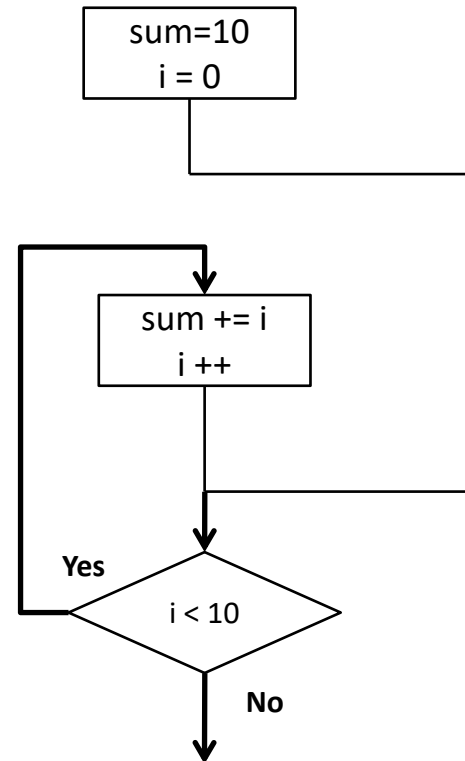 sum=10
i = 0
sum += i
i ++
Yes
i < 10
No